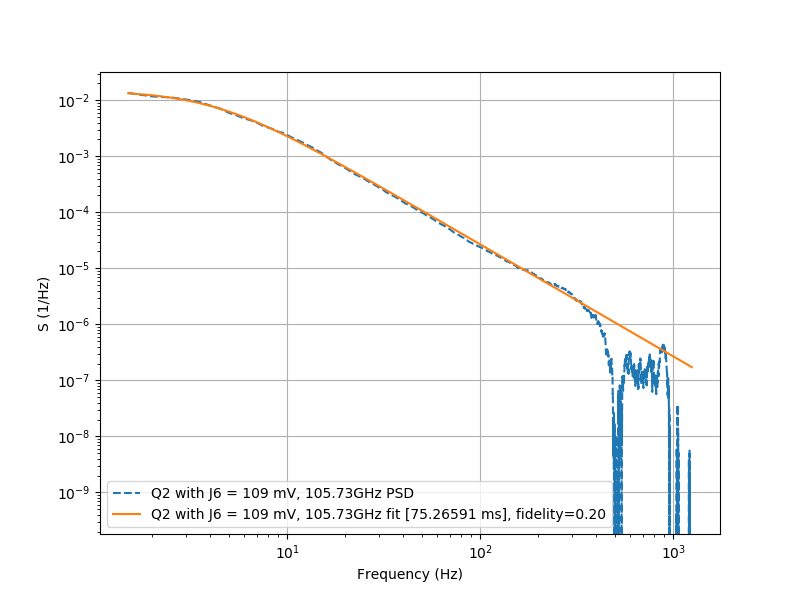 10⁻²
10⁻³
10⁻⁴
10⁻⁵
10⁻⁶
10⁻⁷
10⁻⁸
10⁻⁹
S (1/Hz)
Q2 with J6 = 109 mV, 105.73GHz PSD
Q2 with J6 = 109 mV, 105.73GHz fit [75.26591 ms], fidelity=0.20
10¹ 10² 10³
Frequency (Hz)